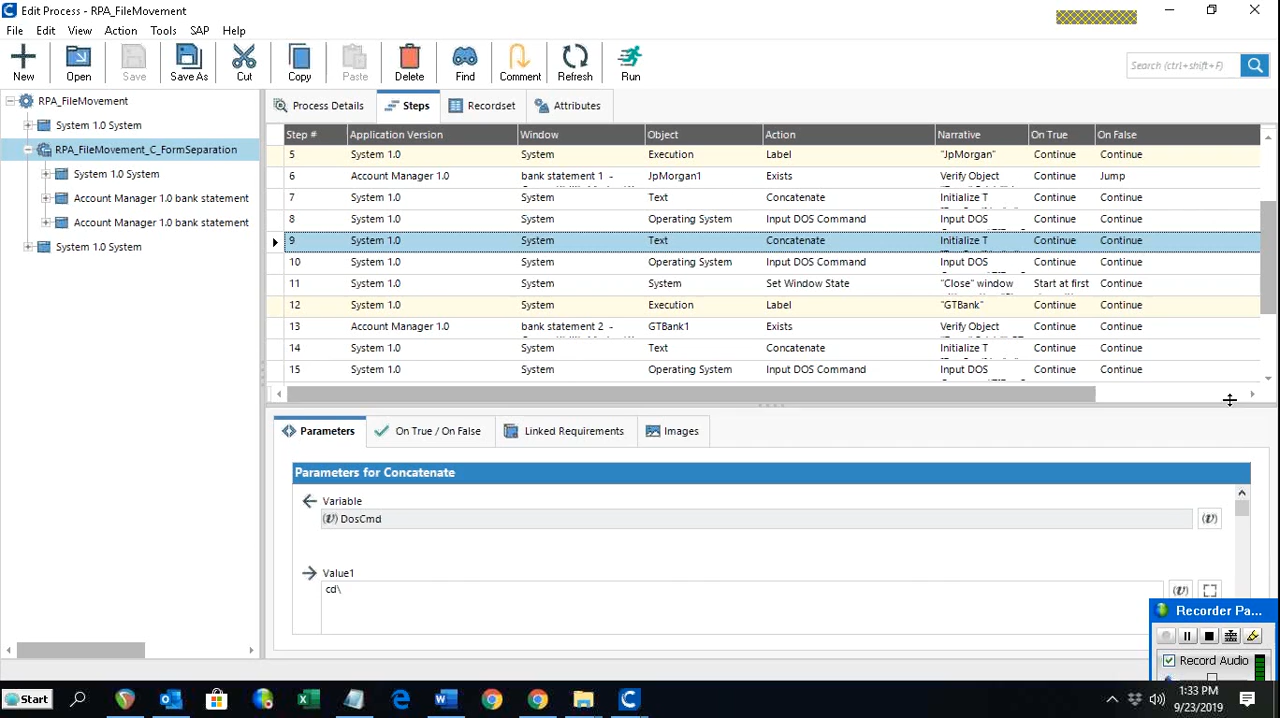 Edit Process - RPA_FileMovement
File Edit View Action Tools SAP Help
New Open Save Save As Cut Copy Paste Delete Find Comment Refresh Run
Search (ctrl+shift+F)
RPA_FileMovement
System 1.0 System
RPA_FileMovement_C_FormSeparation
System 1.0 System
Account Manager 1.0 bank statement
Account Manager 1.0 bank statement
System 1.0 System
Process Details Steps Recordset Attributes
Step # Application Version Window Object Action Narrative On True On False
5 System 1.0 System Execution Label "JpMorgan" Continue Continue
6 Account Manager 1.0 bank statement 1 - JpMorgan1 Exists Verify Object Continue Jump
7 System 1.0 System Text Concatenate Initialize T Continue Continue
8 System 1.0 System Operating System Input DOS Command Input DOS Continue Continue
9 System 1.0 System Text Concatenate Initialize T Continue Continue
10 System 1.0 System Operating System Input DOS Command Input DOS Continue Continue
11 System 1.0 System System Set Window State "Close" window Start at first Continue
12 System 1.0 System Execution Label "GTBank" Continue Continue
13 Account Manager 1.0 bank statement 2 - GTBank1 Exists Verify Object Continue Continue
14 System 1.0 System Text Concatenate Initialize T Continue Continue
15 System 1.0 System Operating System Input DOS Command Input DOS Continue Continue
Parameters On True / On False Linked Requirements Images
Parameters for Concatenate
Variable
(v) DosCmd (v)
Value1
cd\ (v)
Recorder Pa...
Record Audio
Start
1:33 PM
9/23/2019